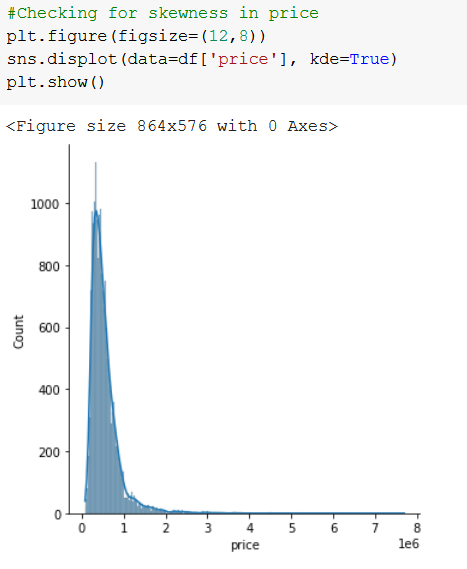 #Checking for skewness in price
plt.figure(figsize=(12,8))
sns.displot(data=df['price'], kde=True)
plt.show()
<Figure size 864x576 with 0 Axes>
1000
800
600
400
200
0
Count
0 1 2 3 4 5 6 7 8
1e6
price